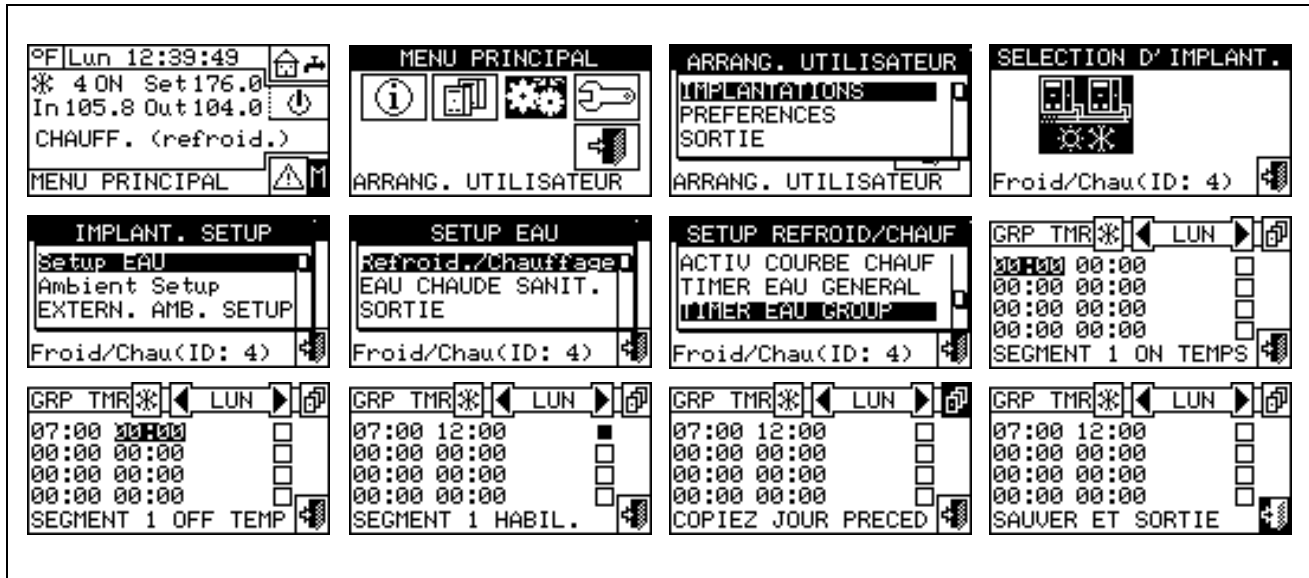 °F Lun 12:39:49
4 ON Set 176.0
In 105.8 Out 104.0
CHAUFF. (refroid.)
MENU PRINCIPAL M
MENU PRINCIPAL
ARRANG. UTILISATEUR
ARRANG. UTILISATEUR
IMPLANTATIONS
PREFERENCES
SORTIE
ARRANG. UTILISATEUR
SELECTION D'IMPLANT.
Froid/Chau(ID: 4)
IMPLANT. SETUP
Setup EAU
Ambient Setup
EXTERN. AMB. SETUP
Froid/Chau(ID: 4)
SETUP EAU
Refroid./Chauffage
EAU CHAUDE SANIT.
SORTIE
Froid/Chau(ID: 4)
SETUP REFROID/CHAUF
ACTIV COURBE CHAUF
TIMER EAU GENERAL
TIMER EAU GROUP
Froid/Chau(ID: 4)
GRP TMR LUN
00:00 00:00
00:00 00:00
00:00 00:00
00:00 00:00
SEGMENT 1 ON TEMPS
GRP TMR LUN
07:00 00:00
00:00 00:00
00:00 00:00
00:00 00:00
SEGMENT 1 OFF TEMP
GRP TMR LUN
07:00 12:00
00:00 00:00
00:00 00:00
00:00 00:00
SEGMENT 1 HABIL.
GRP TMR LUN
07:00 12:00
00:00 00:00
00:00 00:00
00:00 00:00
COPIEZ JOUR PRECED
GRP TMR LUN
07:00 12:00
00:00 00:00
00:00 00:00
00:00 00:00
SAUVER ET SORTIE